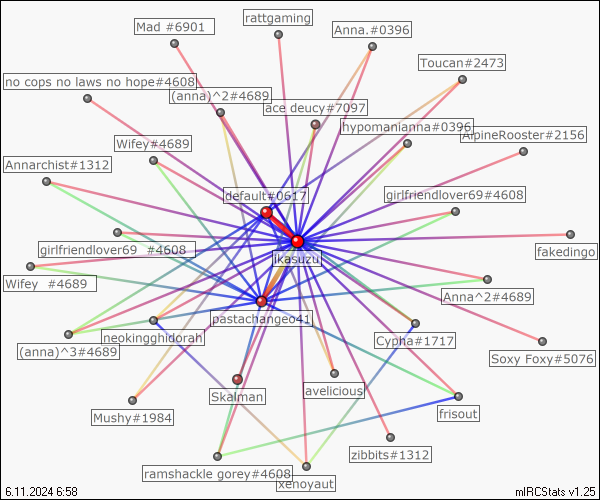 rattgaming
Mad #6901
Anna.#0396
Toucan#2473
no cops no laws no hope#4608
(anna)^2#4689
ace deucy#7097
hypomanianna#0396
AlpineRooster#2156
Wifey#4689
Annarchist#1312
default#0617
girlfriendlover69#4608
girlfriendlover69 #4608
ikasuzu
fakedingo
Wifey #4689
Anna^2#4689
pastachangeo41
neokingghidorah
Cypha#1717
(anna)^3#4689
Soxy Foxy#5076
Skalman
avelicious
Mushy#1984
frisout
zibbits#1312
ramshackle gorey#4608
xenoyaut
6.11.2024 6:58
mIRCStats v1.25